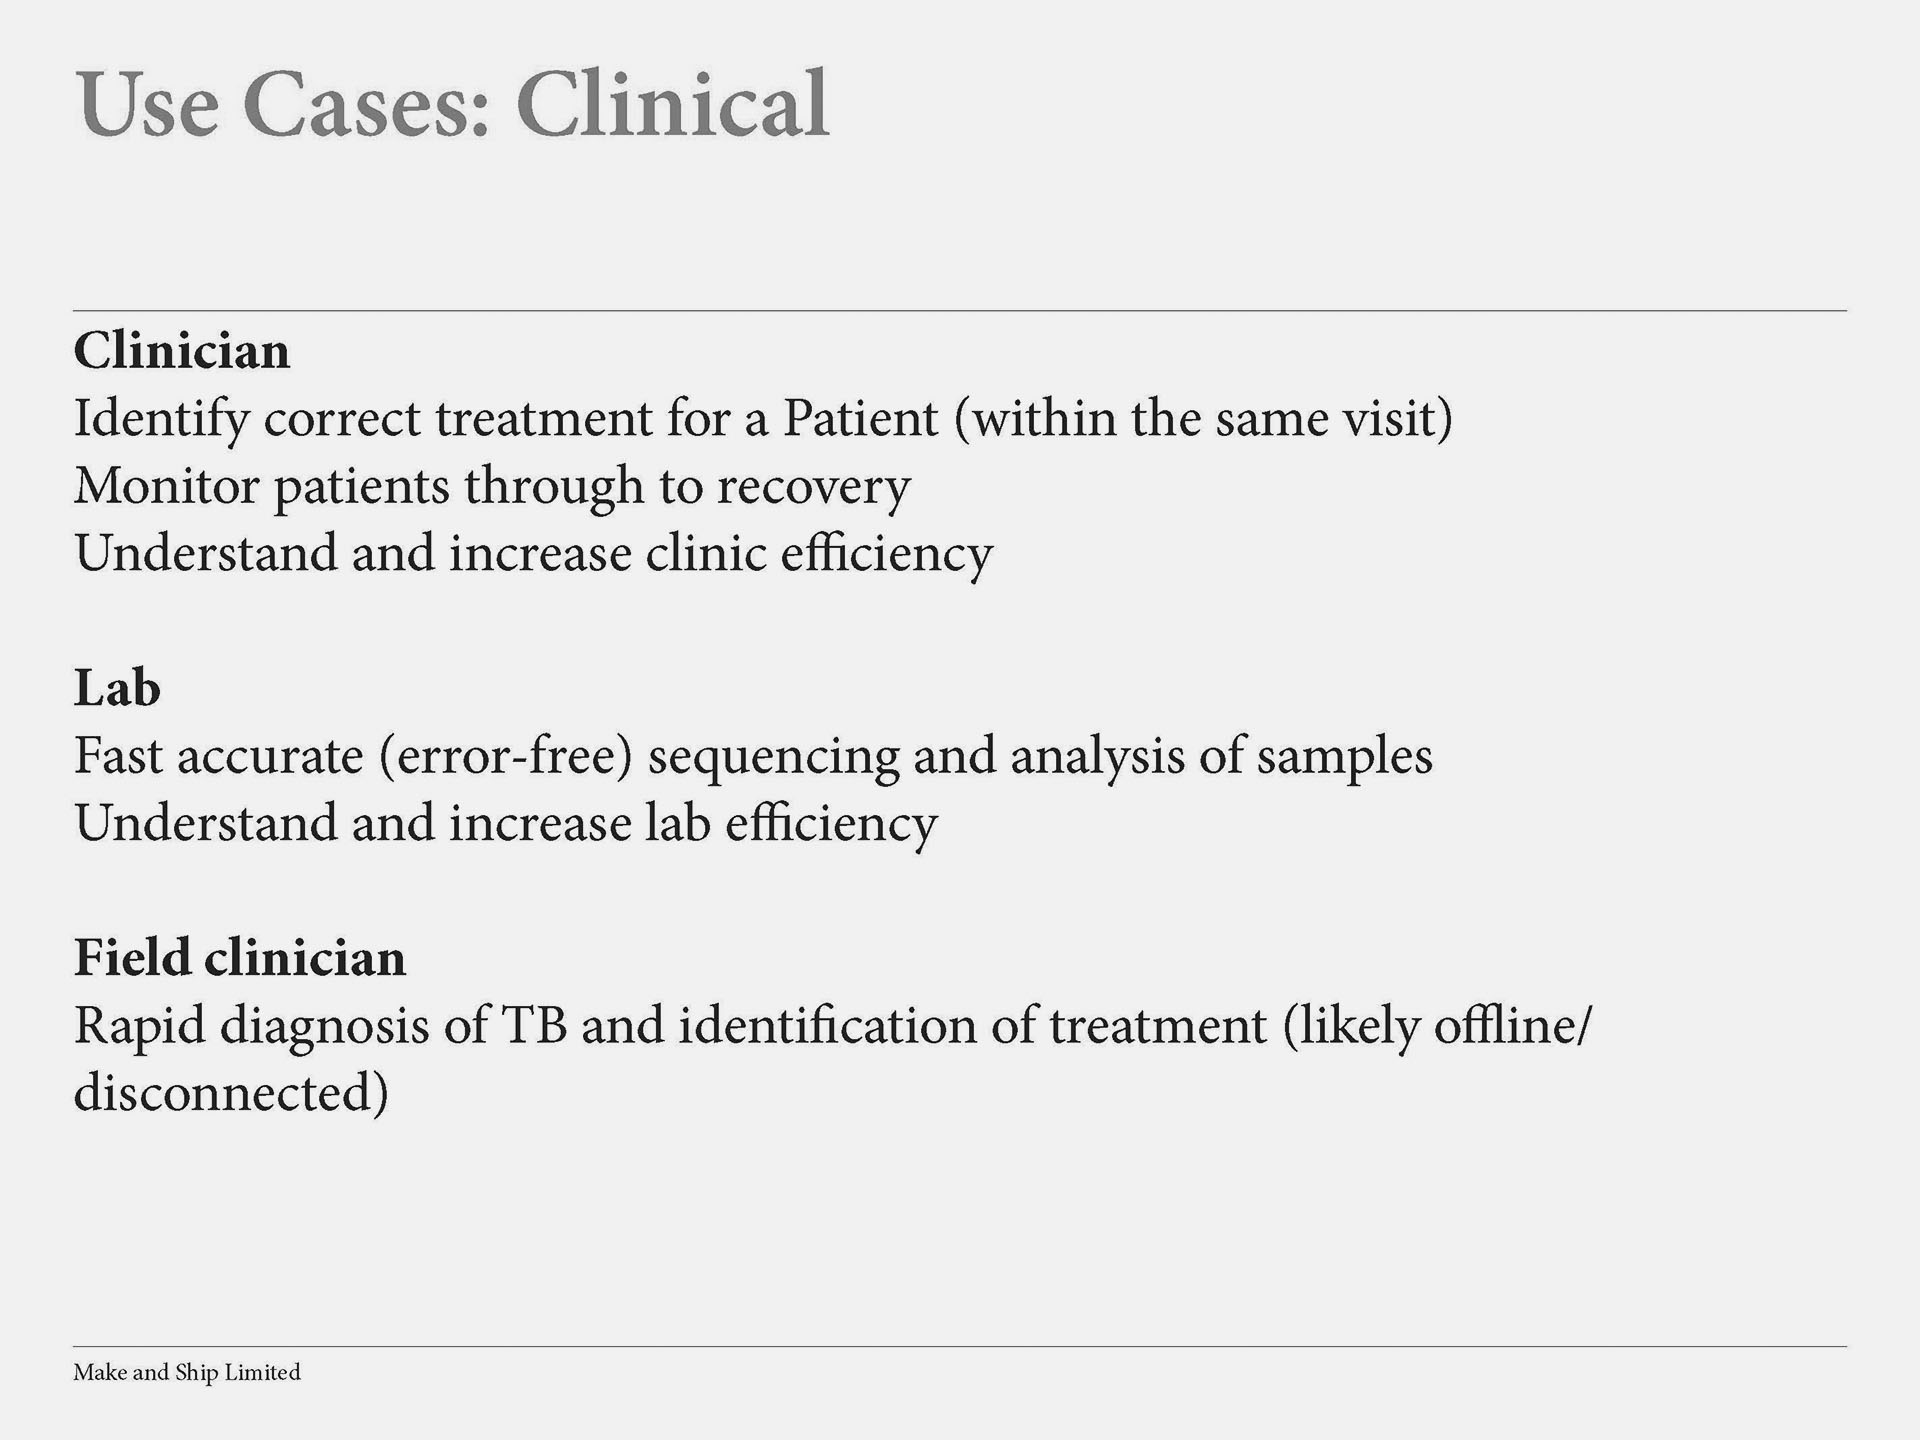 Use Cases: Clinical
Clinician
Identify correct treatment for a Patient (within the same visit)
Monitor patients through to recovery
Understand and increase clinic efficiency
Lab
Fast accurate (error-free) sequencing and analysis of samples
Understand and increase lab efficiency
Field clinician
Rapid diagnosis of TB and identification of treatment (likely offline/
disconnected)
Make and Ship Limited